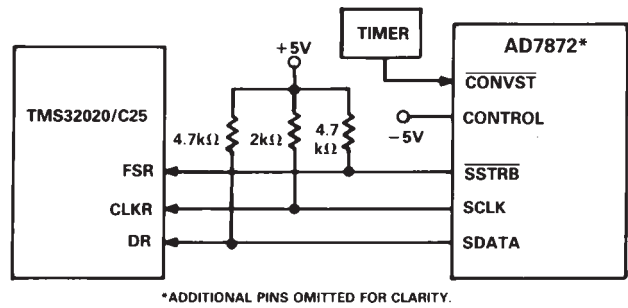 TIMER
AD7872*
+5V
CONVST
TMS32020/C25
CONTROL
4.7kΩ
2kΩ
4.7
kΩ
−5V
FSR
SSTRB
CLKR
SCLK
DR
SDATA
*ADDITIONAL PINS OMITTED FOR CLARITY.